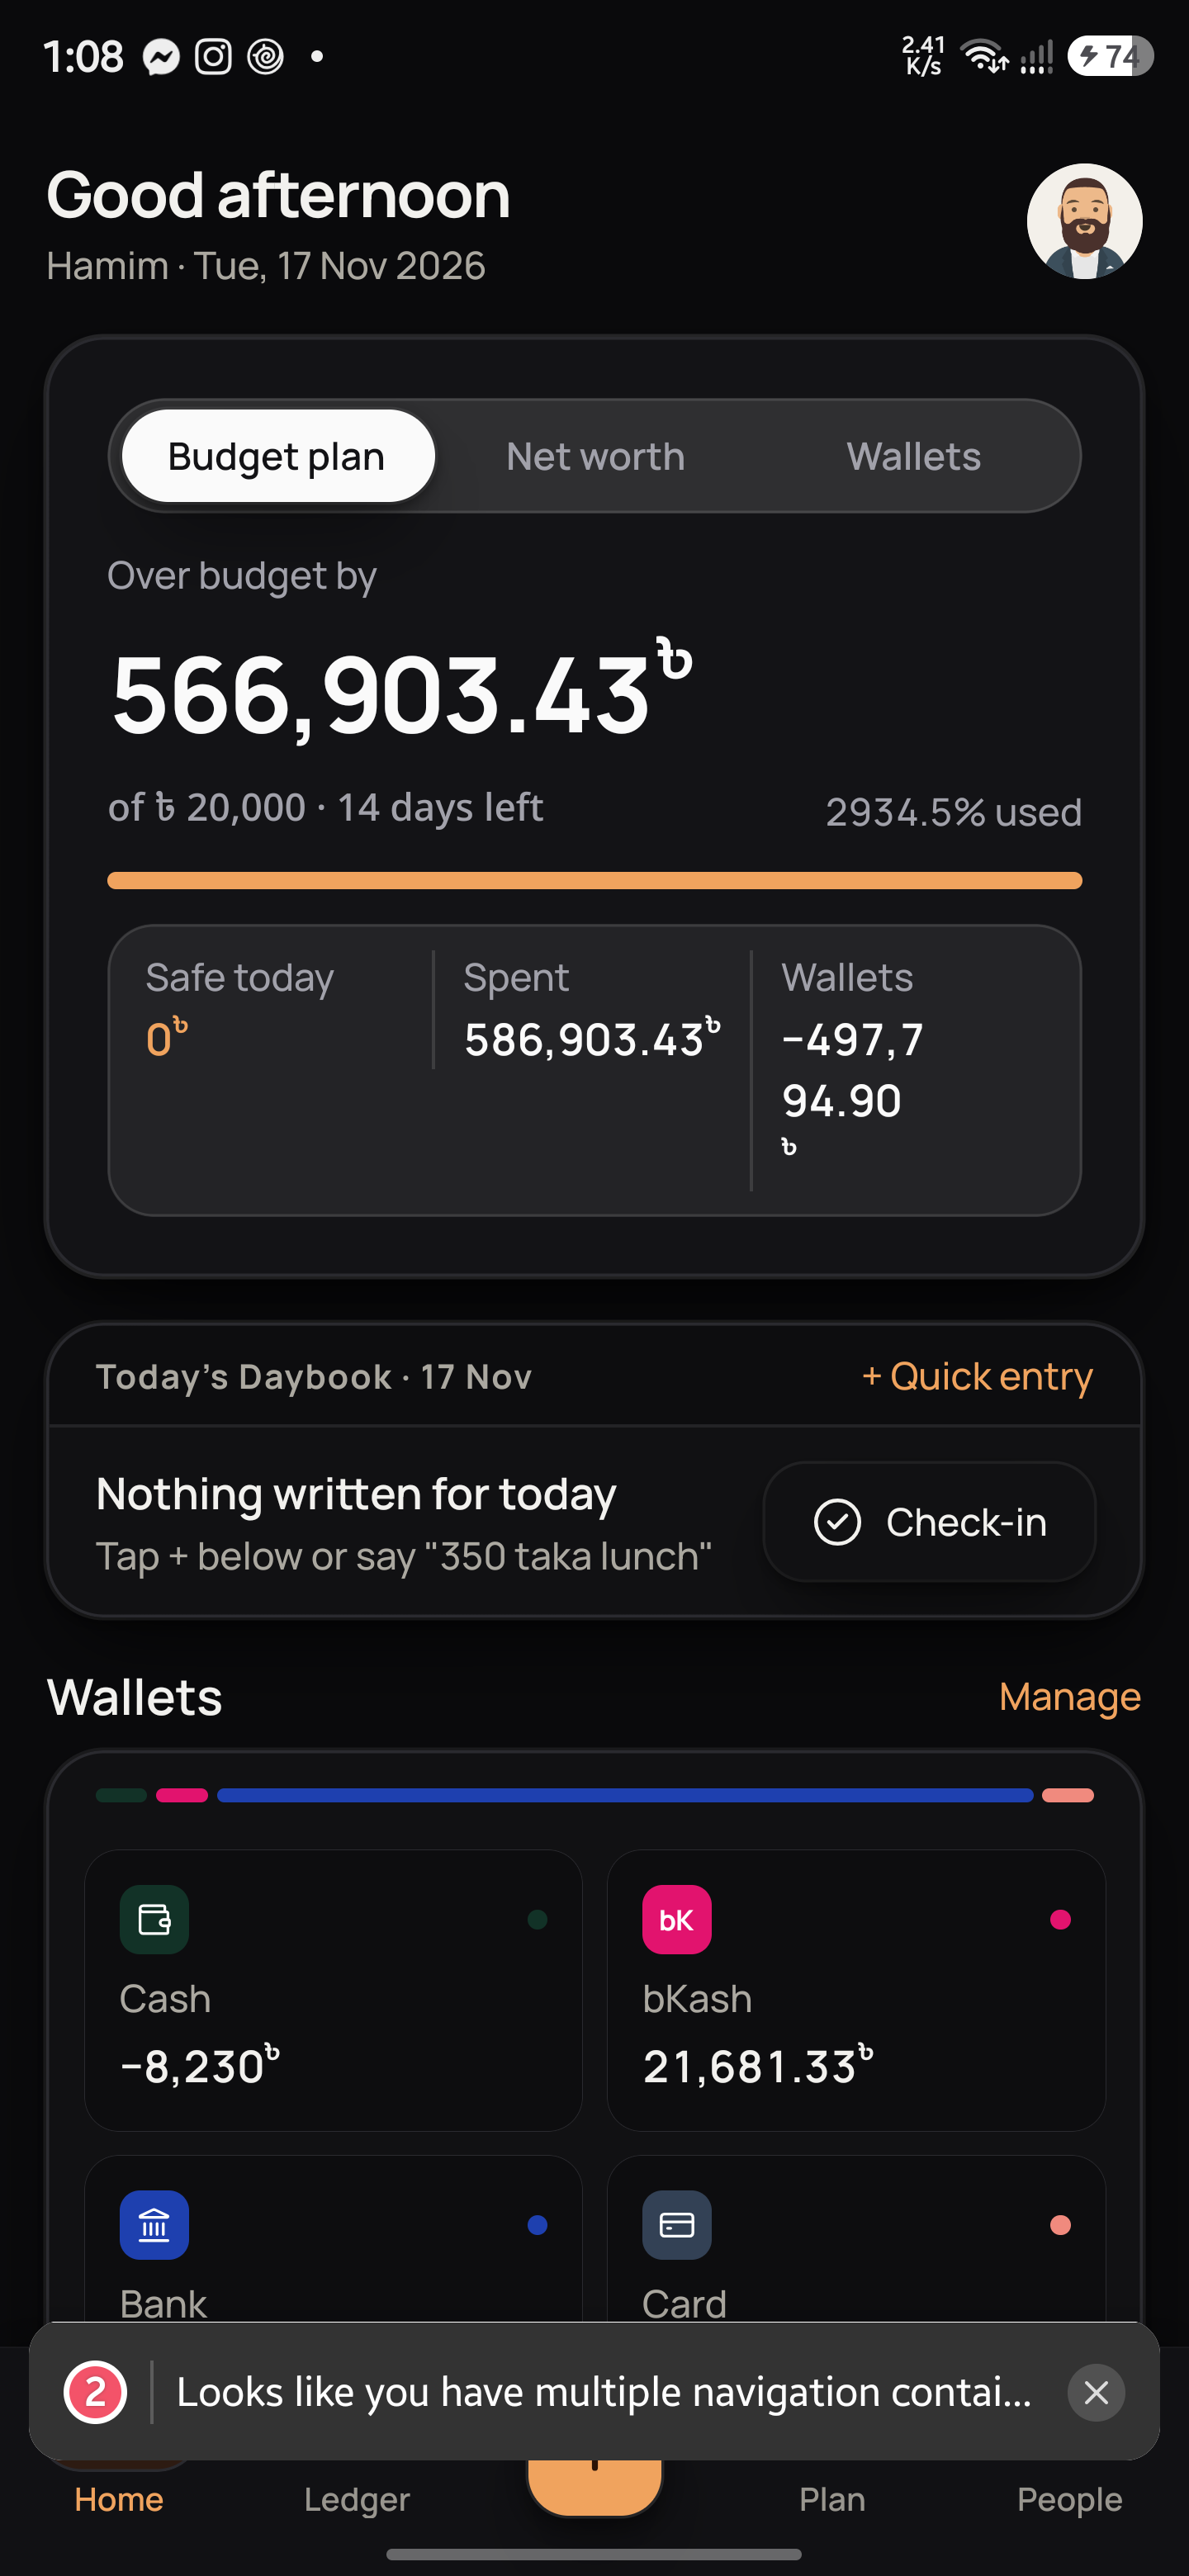 1:08
2.41
K/s
74
Good afternoon
Hamim · Tue, 17 Nov 2026
Budget plan Net worth Wallets
Over budget by
566,903.43৳
of ৳ 20,000 · 14 days left 2934.5% used
Safe today Spent Wallets
0৳ 586,903.43৳ −497,7
94.90
৳
Today's Daybook · 17 Nov + Quick entry
Nothing written for today
Check-in
Tap + below or say "350 taka lunch"
Wallets Manage
bK
Cash bKash
−8,230৳ 21,681.33৳
Bank Card
2 Looks like you have multiple navigation contai...
Home Ledger Plan People